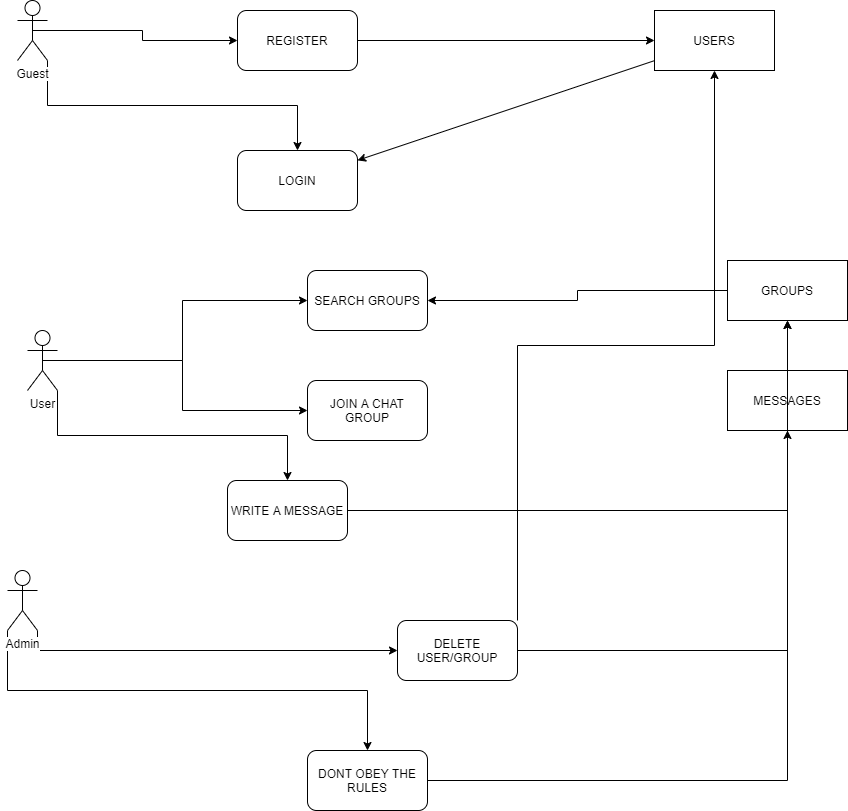 REGISTER
USERS
Guest
LOGIN
GROUPS
SEARCH GROUPS
User
JOIN A CHAT
GROUP
MESSAGES
WRITE A MESSAGE
Admin
DELETE
USER/GROUP
DONT OBEY THE
RULES